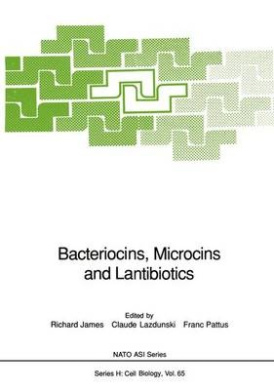 Bacteriocins, Microcins
and Lantibiotics
Edited by
Richard James Claude Lazdunski Franc Pattus
NATO ASI Series
Series H: Cell Biology, Vol. 65